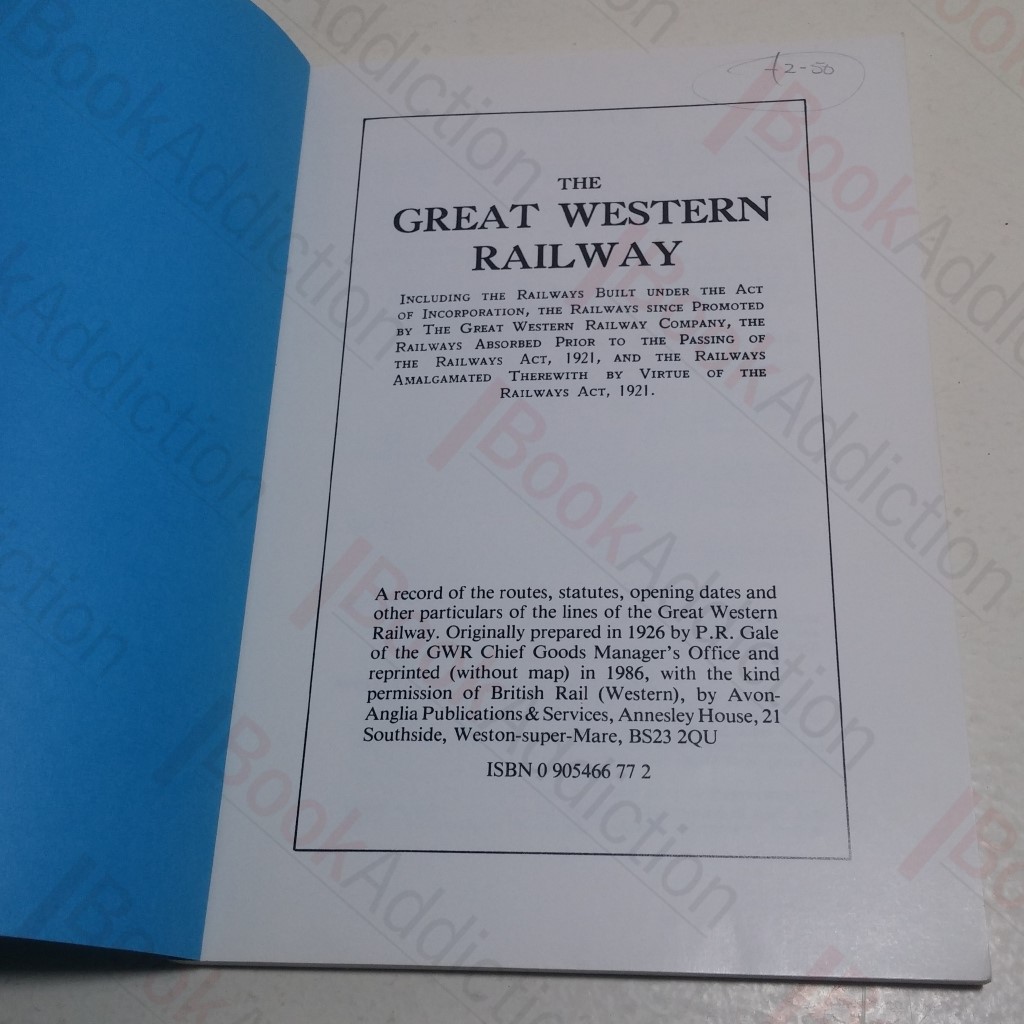 £2-50
THE
GREAT WESTERN
RAILWAY
INCLUDING THE RAILWAYS BUILT UNDER THE ACT
OF INCORPORATION, THE RAILWAYS SINCE PROMOTED
BY THE GREAT WESTERN RAILWAY COMPANY, THE
RAILWAYS ABSORBED PRIOR TO THE PASSING OF
THE RAILWAYS ACT, 1921, AND THE RAILWAYS
AMALGAMATED THEREWITH BY VIRTUE OF THE
RAILWAYS ACT, 1921.
A record of the routes, statutes, opening dates and
other particulars of the lines of the Great Western
Railway. Originally prepared in 1926 by P.R. Gale
of the GWR Chief Goods Manager's Office and
reprinted (without map) in 1986, with the kind
permission of British Rail (Western), by Avon-
Anglia Publications & Services, Annesley House, 21
Southside, Weston-super-Mare, BS23 2QU
ISBN 0 905466 77 2
BookAddiction